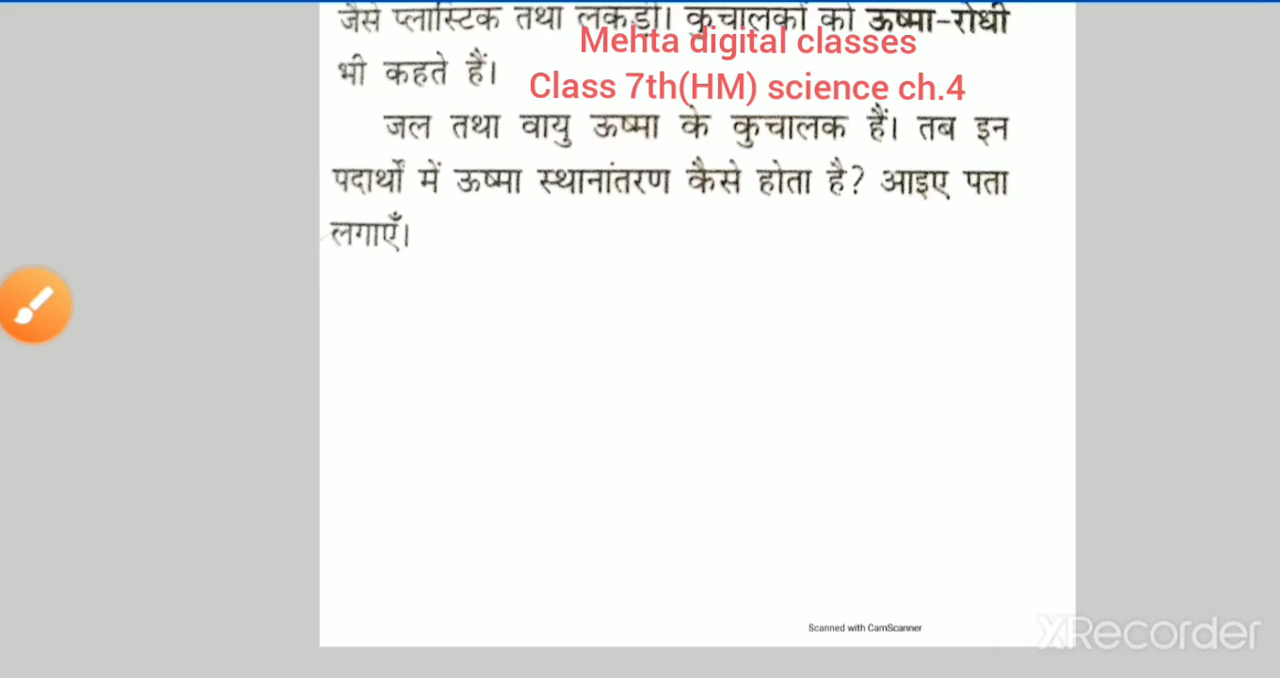 जैसे प्लास्टिक तथा लकड़ी। कुचालकों को ऊष्मा-रोधी
Mehta digital classes
भी कहते हैं।
Class 7th(HM) science ch.4
जल तथा वायु ऊष्मा के कुचालक हैं। तब इन
पदार्थों में ऊष्मा स्थानांतरण कैसे होता है? आइए पता
लगाएँ।
Scanned with CamScanner
XRecorder